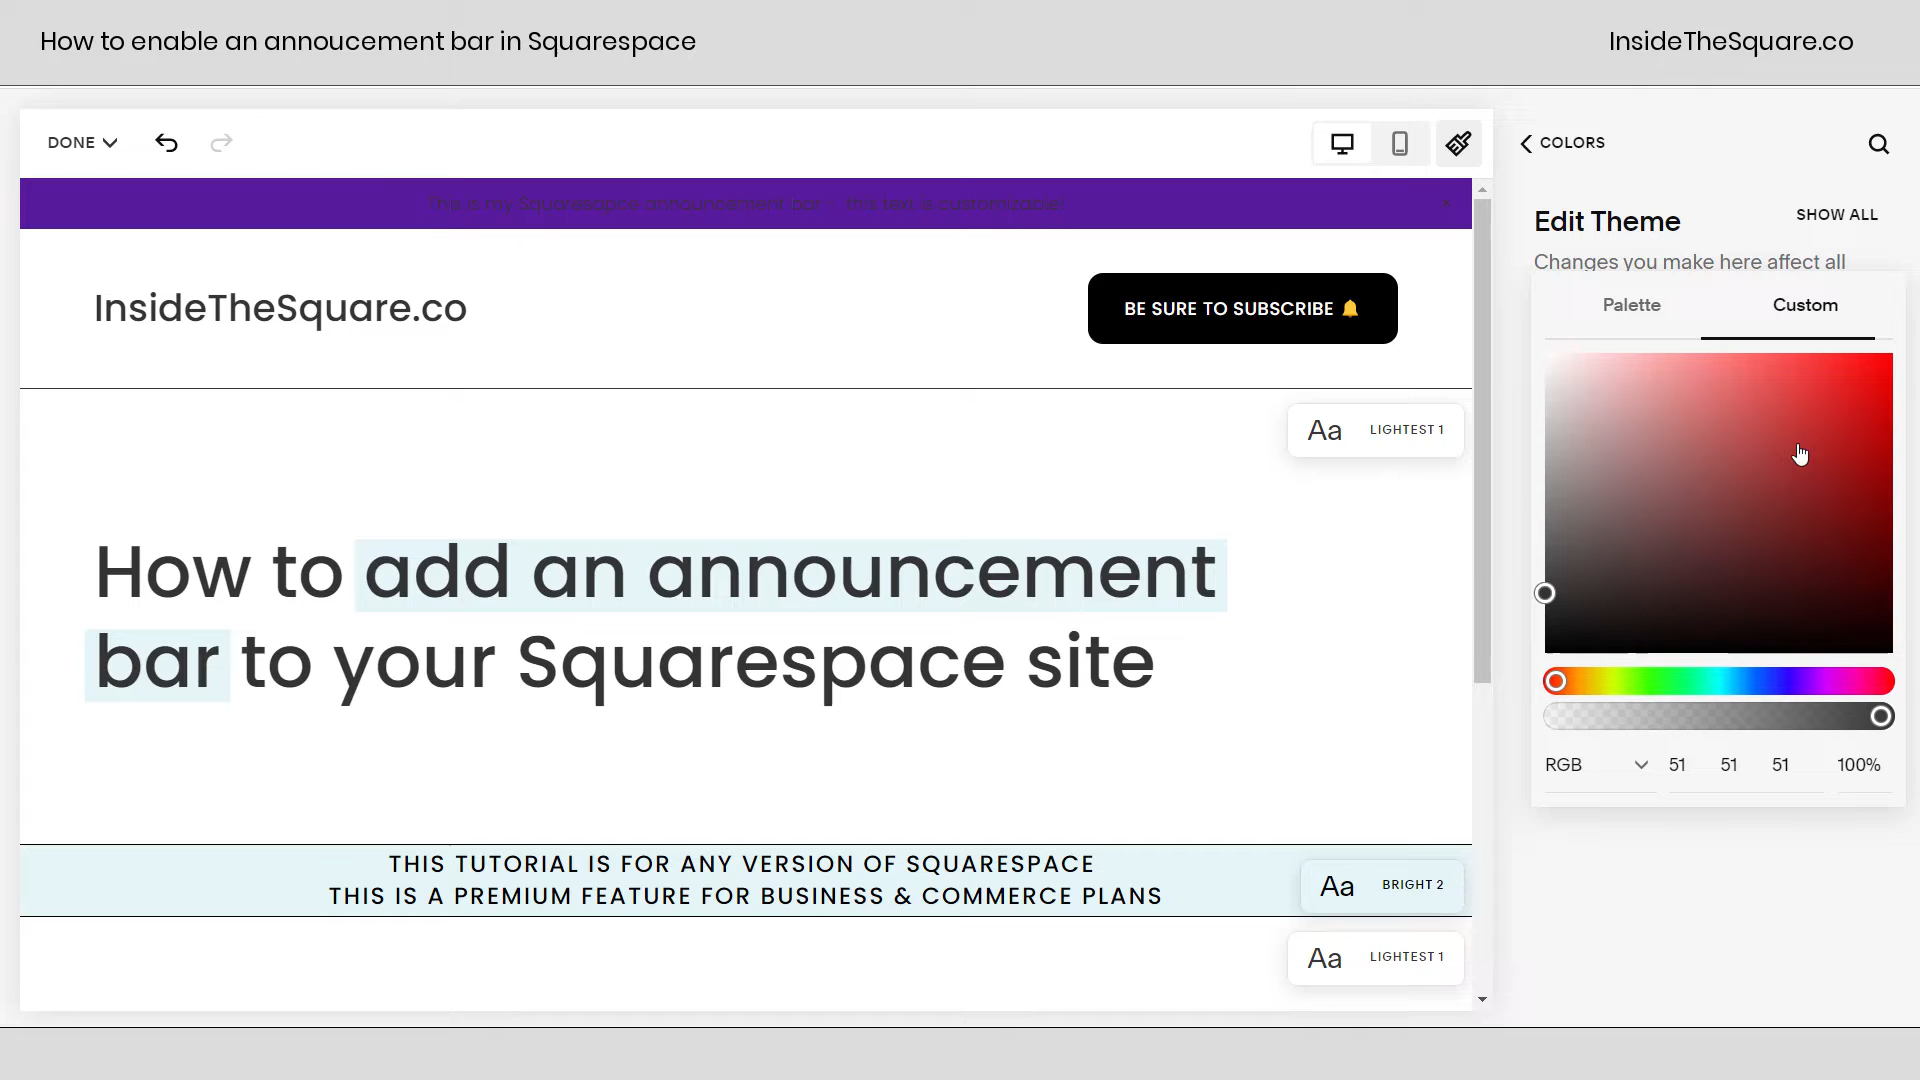 How to enable an annoucement bar in Squarespace
InsideTheSquare.co
DONE
COLORS
This is my Squaresapce announcement bar - this text is customizable!
×
Edit Theme
SHOW ALL
Changes you make here affect all
InsideTheSquare.co
BE SURE TO SUBSCRIBE 🔔
Palette
Custom
Aa LIGHTEST 1
How to add an announcement
bar to your Squarespace site
RGB 51 51 51 100%
THIS TUTORIAL IS FOR ANY VERSION OF SQUARESPACE
THIS IS A PREMIUM FEATURE FOR BUSINESS & COMMERCE PLANS
Aa BRIGHT 2
Aa LIGHTEST 1